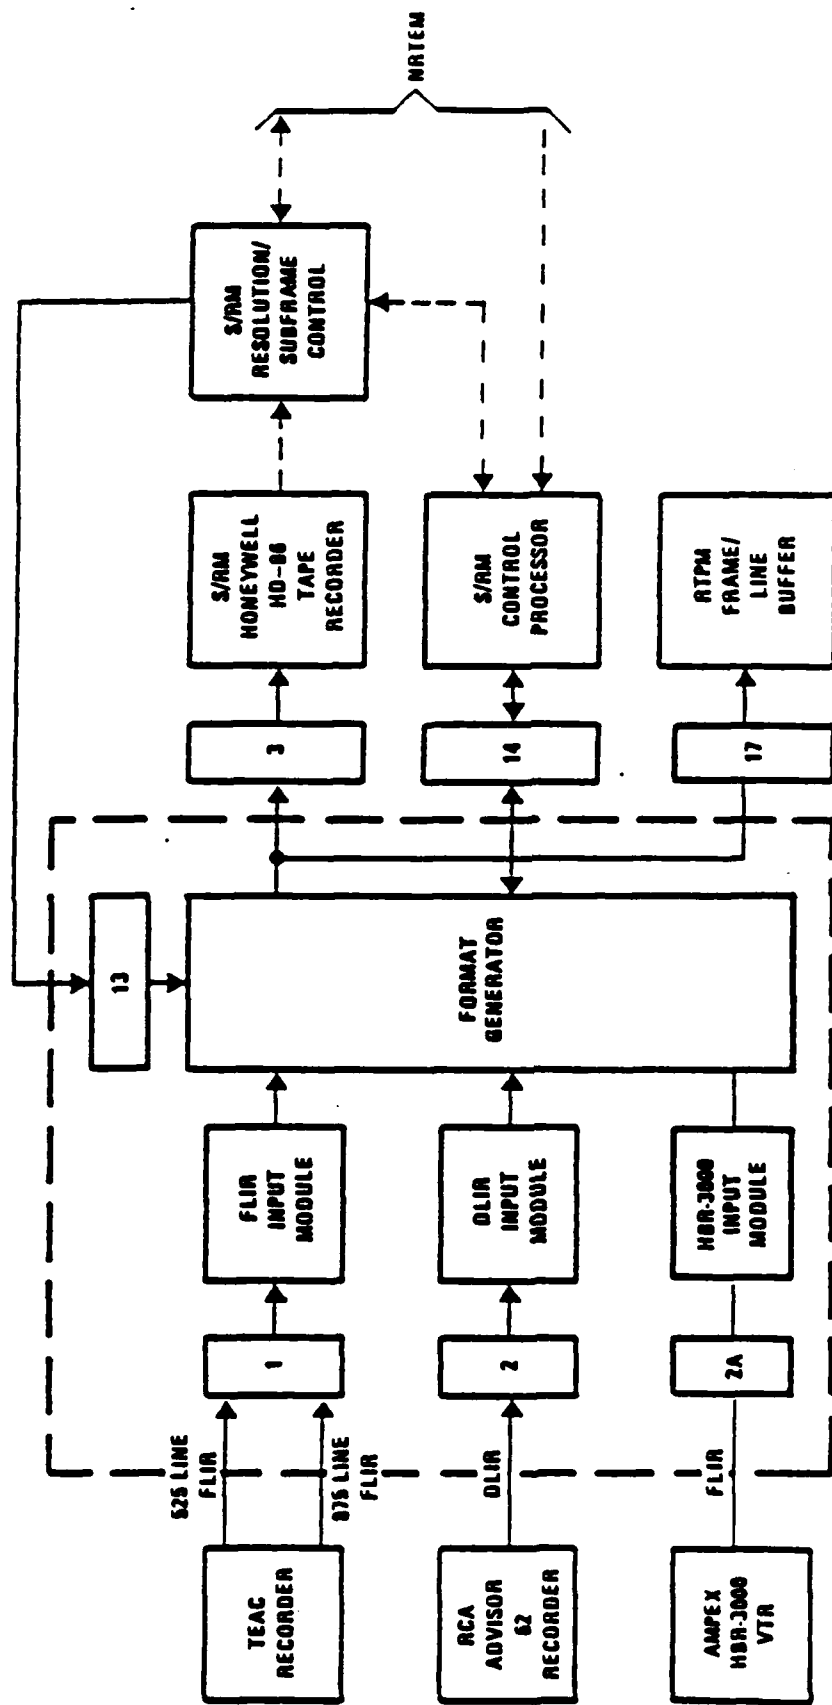 TEAC
RECORDER
525 LINE
FLIR
875 LINE
FLIR
1
FLIR
INPUT
MODULE
13
3
S/RM
HONEYWELL
HD-96
TAPE
RECORDER
S/RM
RESOLUTION/
SUBFRAME
CONTROL
NRTEM
RCA
ADVISOR
62
RECORDER
DLIR
2
DLIR
INPUT
MODULE
FORMAT
GENERATOR
14
S/RM
CONTROL
PROCESSOR
AMPEX
HBR-3000
VTR
FLIR
2A
HBR-3000
INPUT
MODULE
17
RTPM
FRAME/
LINE
BUFFER